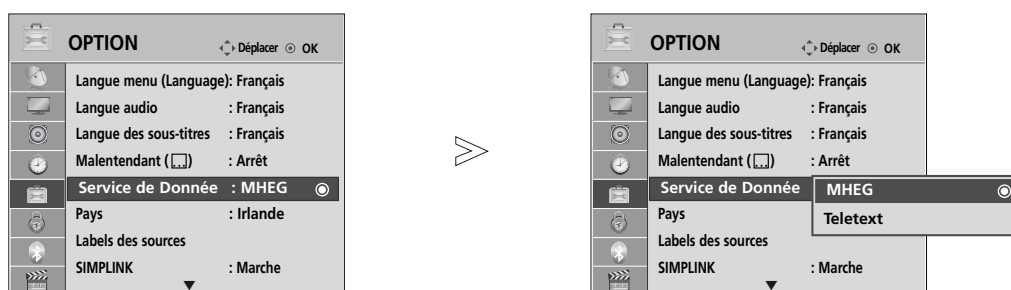 OPTION
Déplacer OK
Langue menu (Language): Français
Langue audio : Français
Langue des sous-titres : Français
Malentendant (...) : Arrêt
Service de Donnée : MHEG
Pays : Irlande
Labels des sources
SIMPLINK : Marche
OPTION
Déplacer OK
Langue menu (Language): Français
Langue audio : Français
Langue des sous-titres : Français
Malentendant (...) : Arrêt
Service de Donnée
MHEG
Pays
Teletext
Labels des sources
SIMPLINK : Marche